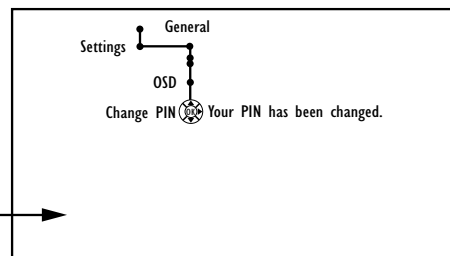 General
Settings
OSD
Change PIN OK Your PIN has been changed.